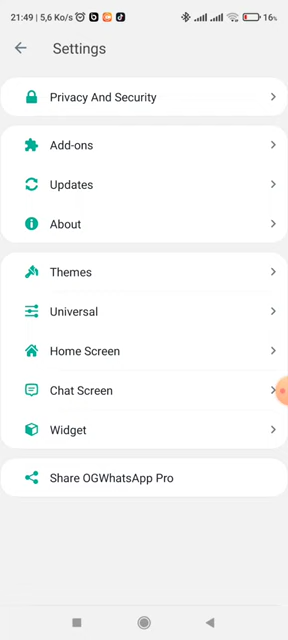 21:49 | 5,6 Ko/s
16%
Settings
Privacy And Security
Add-ons
Updates
About
Themes
Universal
Home Screen
Chat Screen
Widget
Share OGWhatsApp Pro